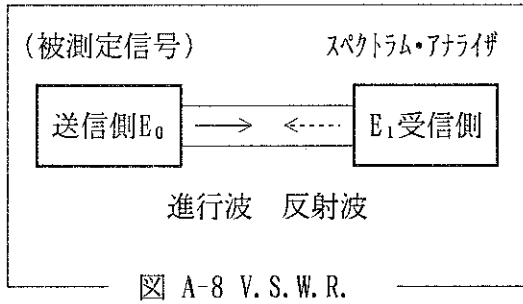 (被測定信号) スペクトラム・アナライザ
送信側E₀ E₁受信側
進行波 反射波
図 A-8 V.S.W.R.